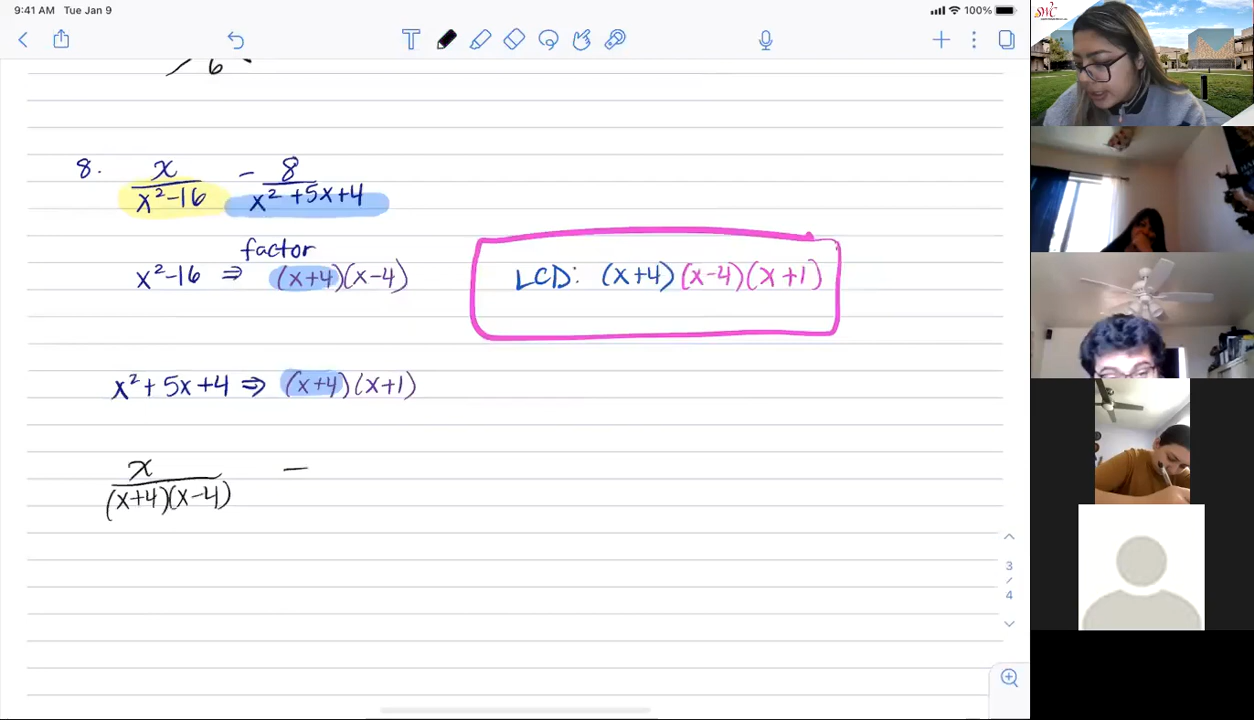 9:41 AM Tue Jan 9
100%
T
SWC
6
8. x/(x²-16) - 8/(x²+5x+4)
factor
x²-16 ⇒ (x+4)(x-4)
LCD: (x+4)(x-4)(x+1)
x²+5x+4 ⇒ (x+4)(x+1)
x/((x+4)(x-4)) -
3
/
4